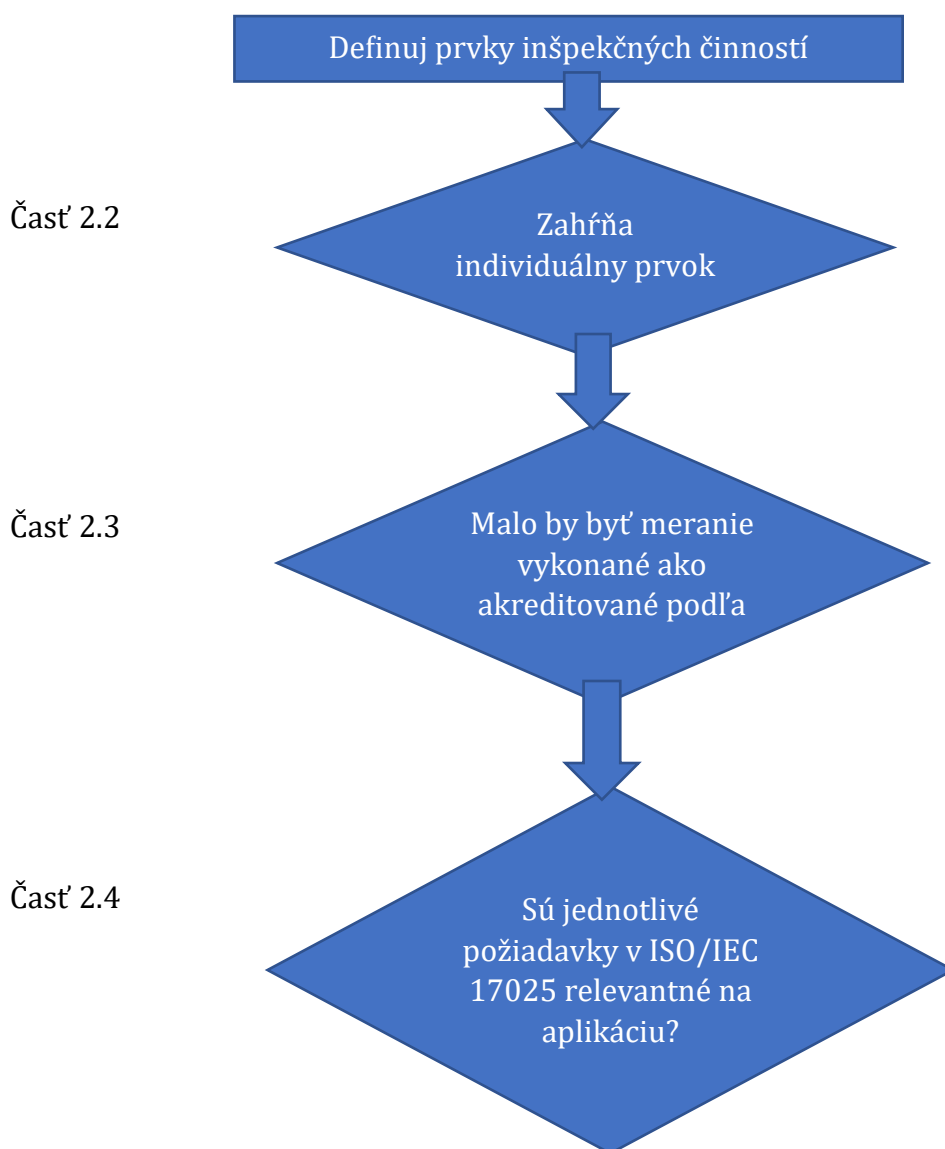 Definuj prvky inšpekčných činností
Časť 2.2
Zahŕňa
individuálny prvok
Časť 2.3
Malo by byť meranie
vykonané ako
akreditované podľa
Časť 2.4
Sú jednotlivé
požiadavky v ISO/IEC
17025 relevantné na
aplikáciu?